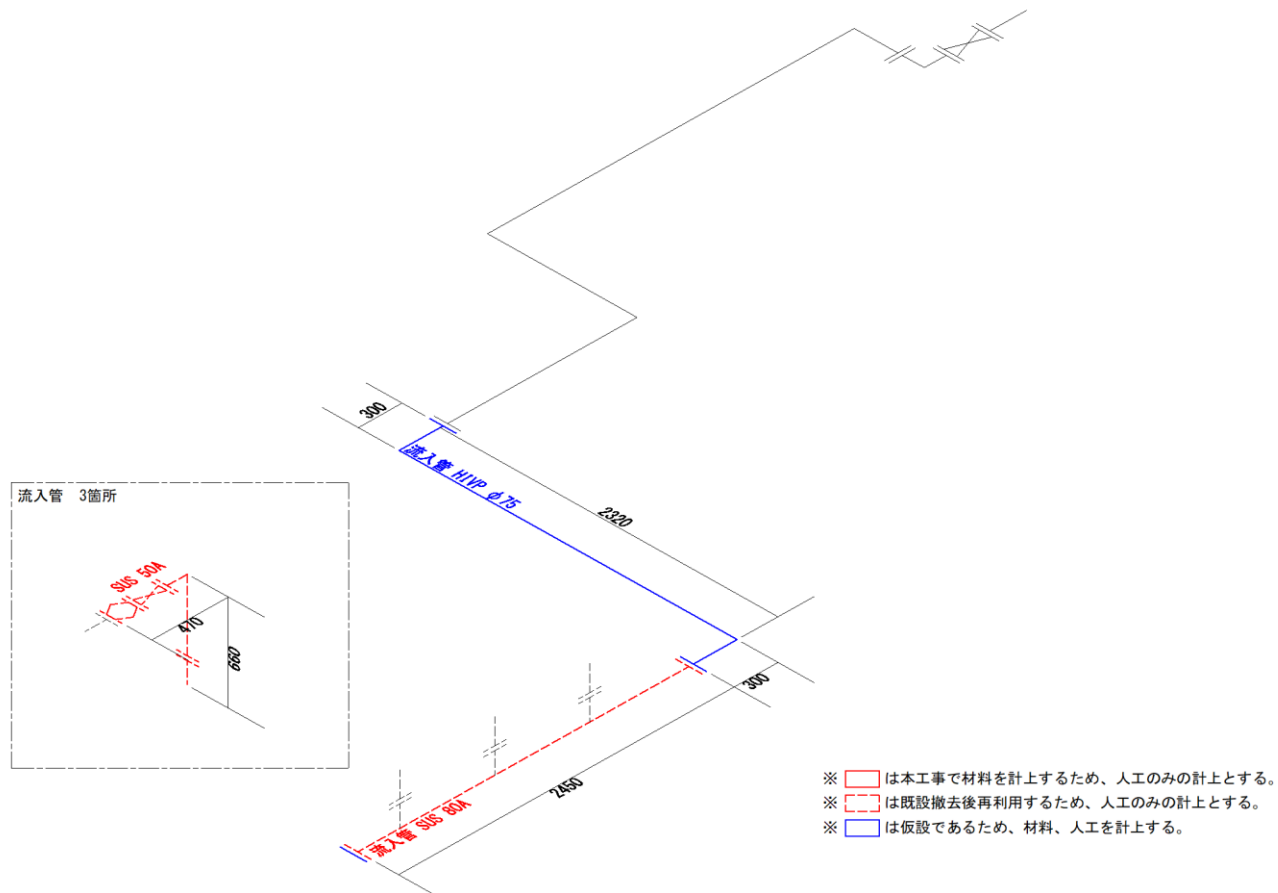 300
流入管 HIVP φ75
2320
流入管 3箇所
SUS 50A
470
660
300
2450
流入管 SUS 80A
※ は本工事で材料を計上するため、人工のみの計上とする。
※ は既設撤去後再利用するため、人工のみの計上とする。
※ は仮設であるため、材料、人工を計上する。